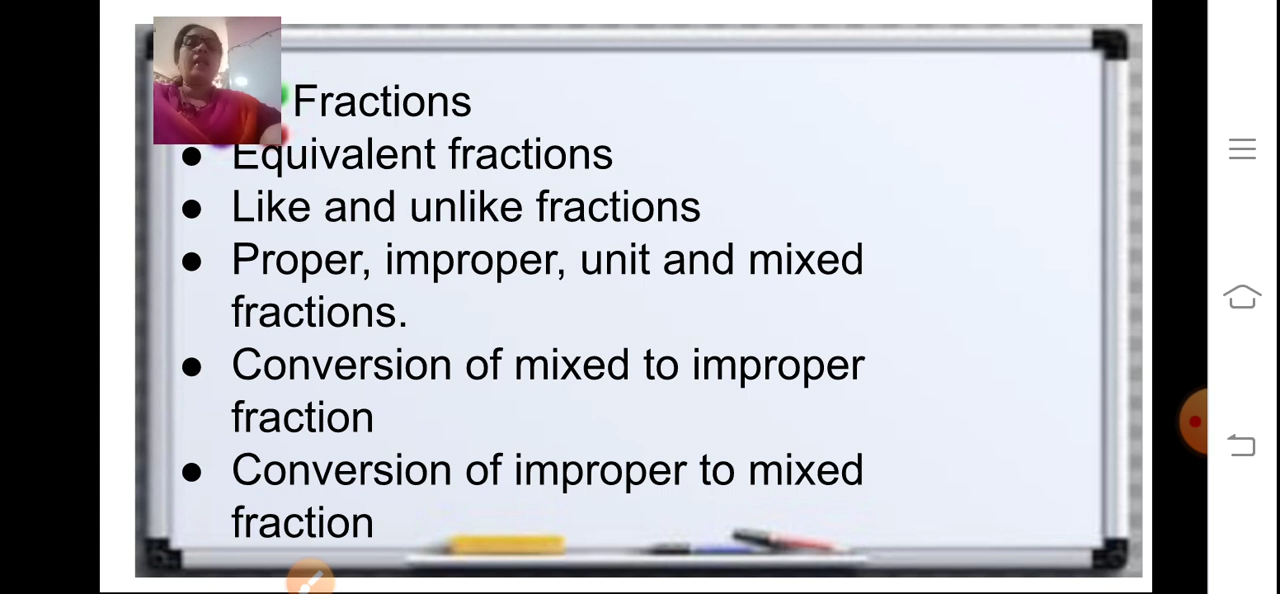 Fractions
● Equivalent fractions
● Like and unlike fractions
● Proper, improper, unit and mixed
fractions.
● Conversion of mixed to improper
fraction
● Conversion of improper to mixed
fraction